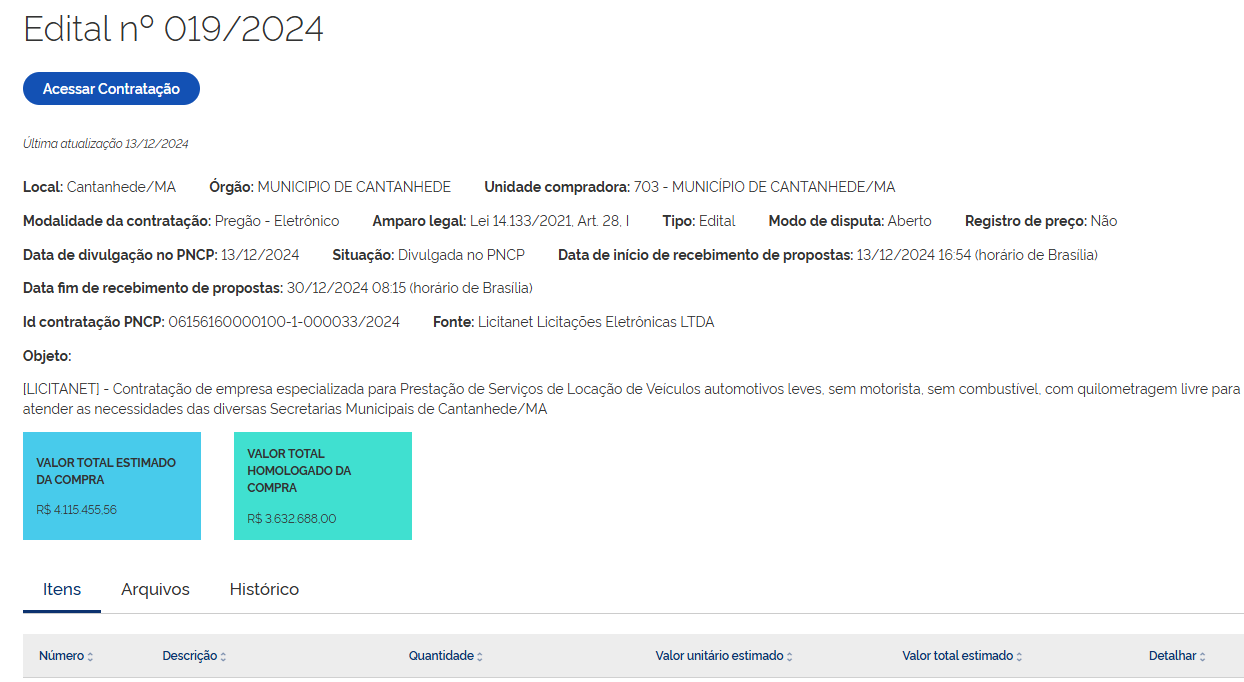 Edital nº 019/2024
Acessar Contratação
Última atualização 13/12/2024
Local: Cantanhede/MA Órgão: MUNICIPIO DE CANTANHEDE Unidade compradora: 703 - MUNICÍPIO DE CANTANHEDE/MA
Modalidade da contratação: Pregão - Eletrônico Amparo legal: Lei 14.133/2021, Art. 28, I Tipo: Edital Modo de disputa: Aberto Registro de preço: Não
Data de divulgação no PNCP: 13/12/2024 Situação: Divulgada no PNCP Data de início de recebimento de propostas: 13/12/2024 16:54 (horário de Brasília)
Data fim de recebimento de propostas: 30/12/2024 08:15 (horário de Brasília)
Id contratação PNCP: 06156160000100-1-000033/2024 Fonte: Licitanet Licitações Eletrônicas LTDA
Objeto:
[LICITANET] - Contratação de empresa especializada para Prestação de Serviços de Locação de Veículos automotivos leves, sem motorista, sem combustível, com quilometragem livre para
atender as necessidades das diversas Secretarias Municipais de Cantanhede/MA
VALOR TOTAL ESTIMADO
DA COMPRA
R$ 4.115.455,56
VALOR TOTAL
HOMOLOGADO DA
COMPRA
R$ 3.632.688,00
Itens Arquivos Histórico
Número Descrição Quantidade Valor unitário estimado Valor total estimado Detalhar